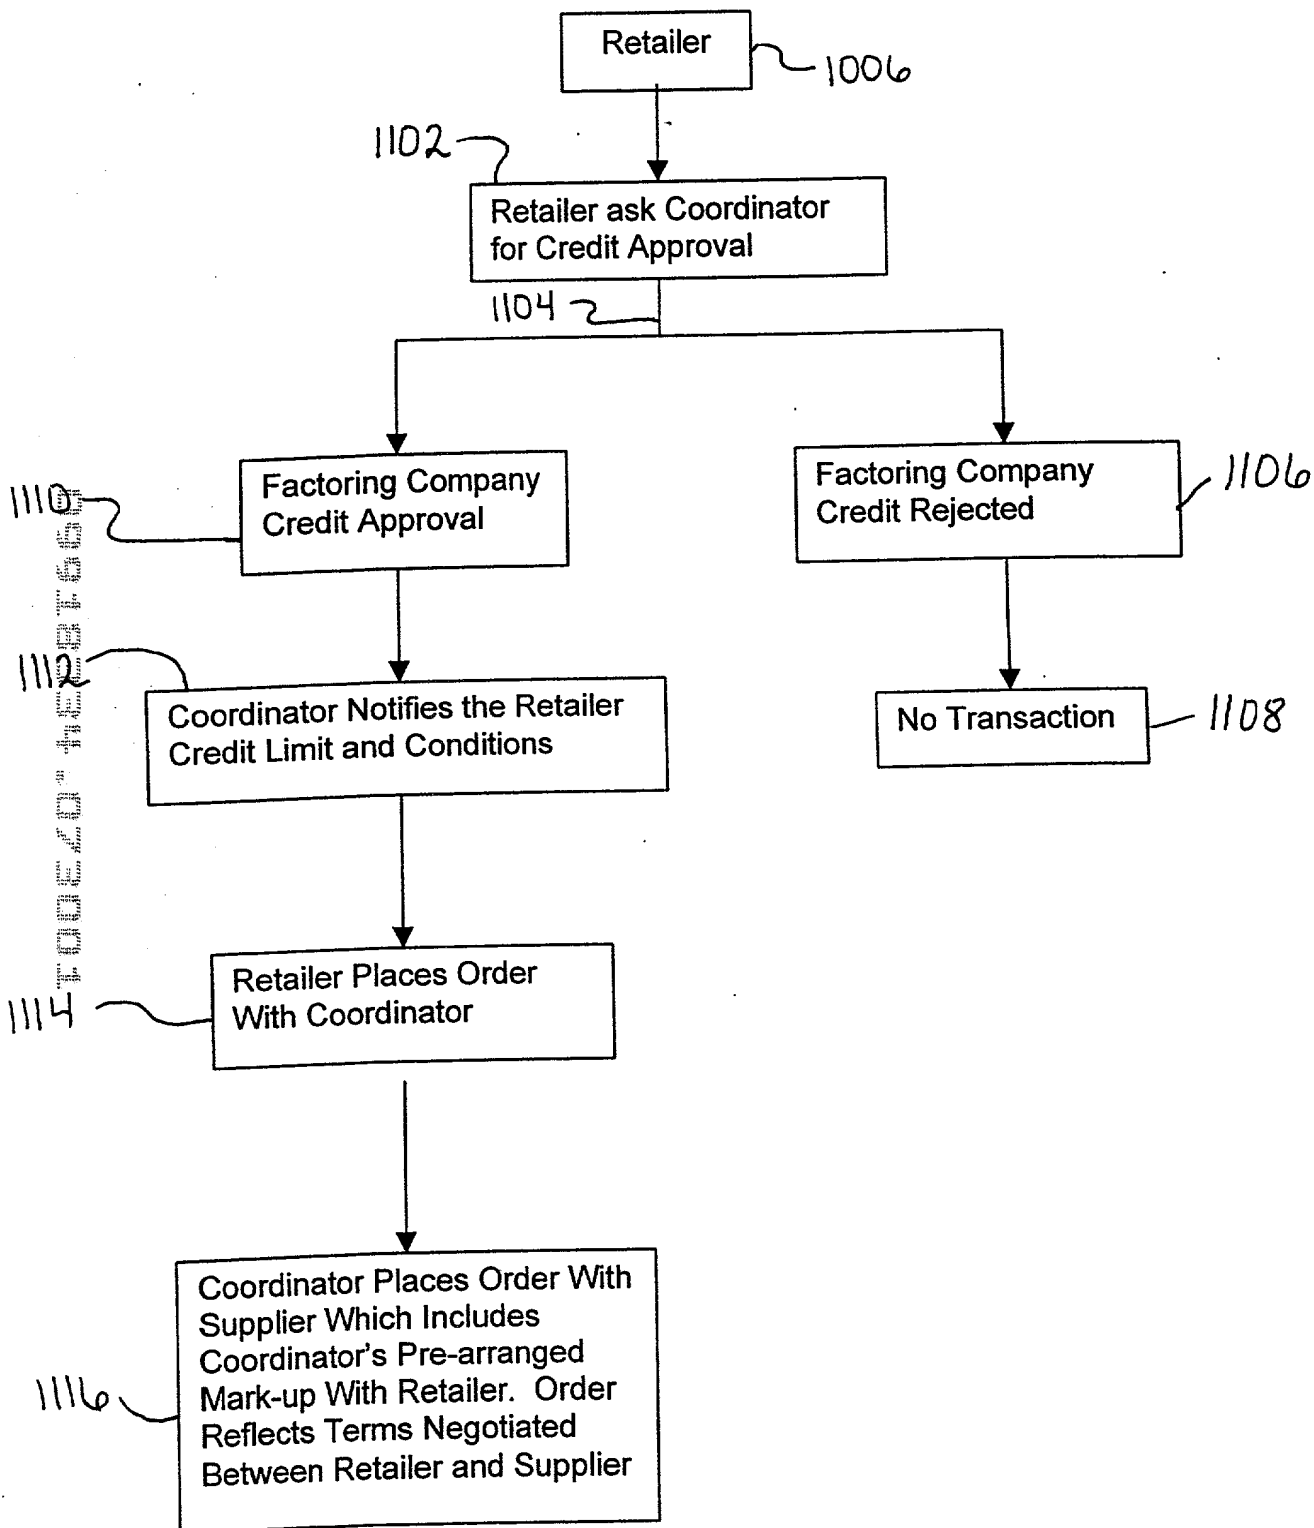 Retailer
1006
1102
Retailer ask Coordinator
for Credit Approval
1104
Factoring Company
Credit Approval
1110
Factoring Company
Credit Rejected
1106
1112
Coordinator Notifies the Retailer
Credit Limit and Conditions
No Transaction
1108
Retailer Places Order
With Coordinator
1114
Coordinator Places Order With
Supplier Which Includes
Coordinator's Pre-arranged
Mark-up With Retailer. Order
Reflects Terms Negotiated
Between Retailer and Supplier
1116